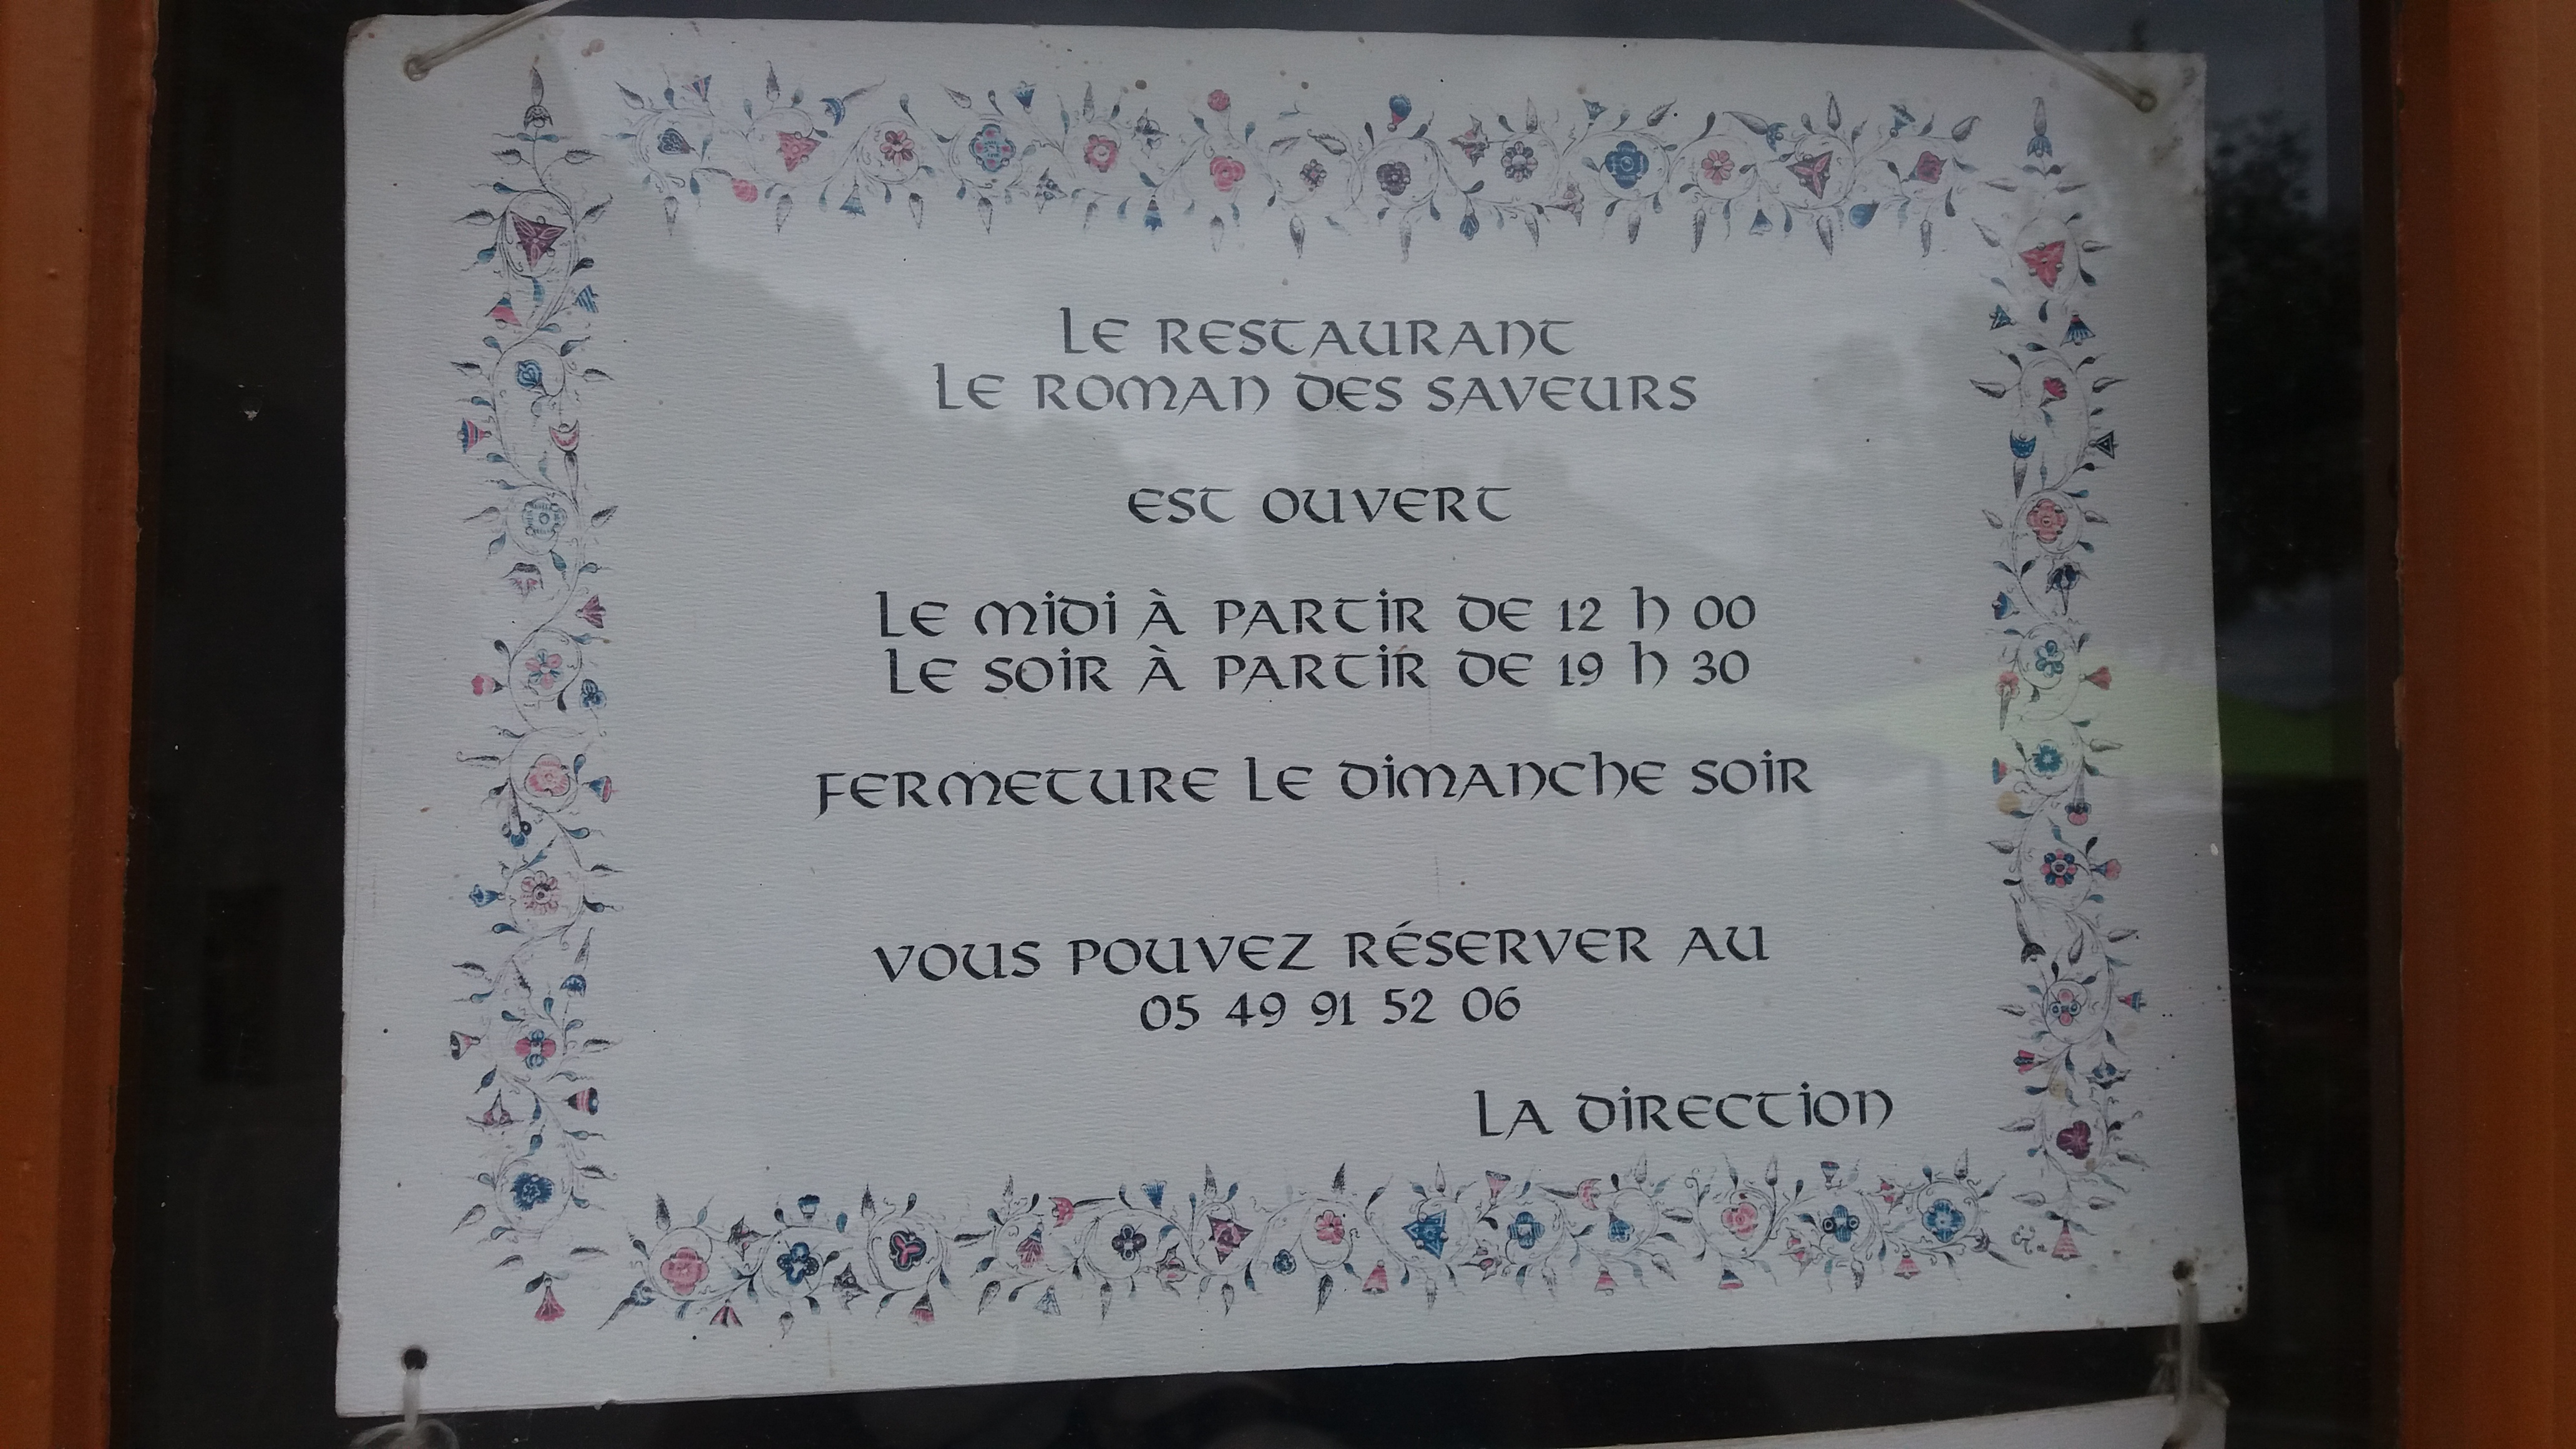 LE RESTAURANT
LE ROMAN DES SAVEURS
EST OUVERT
LE MIDI À PARTIR DE 12 h 00
LE SOIR À PARTIR DE 19 h 30
FERMETURE LE DIMANCHE SOIR
VOUS POUVEZ RÉSERVER AU
05 49 91 52 06
LA DIRECTION